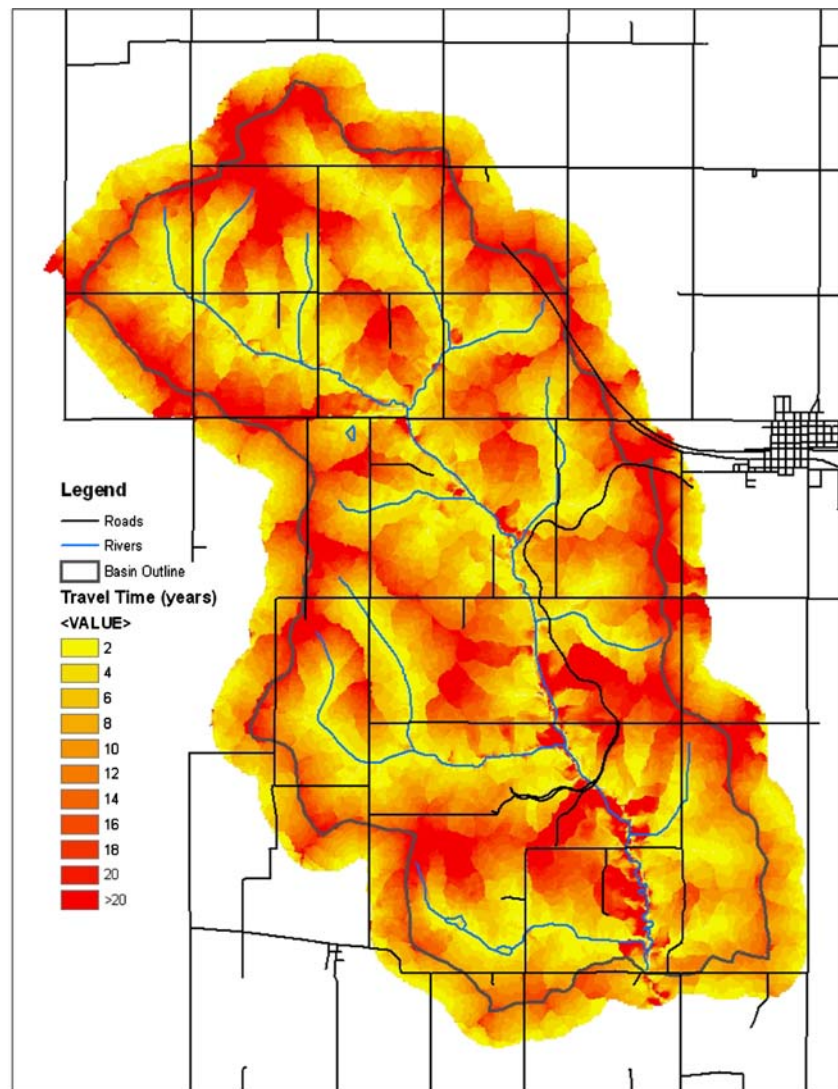 Legend
Roads
Rivers
Basin Outline
Travel Time (years)
<VALUE>
2
4
6
8
10
12
14
16
18
20
>20